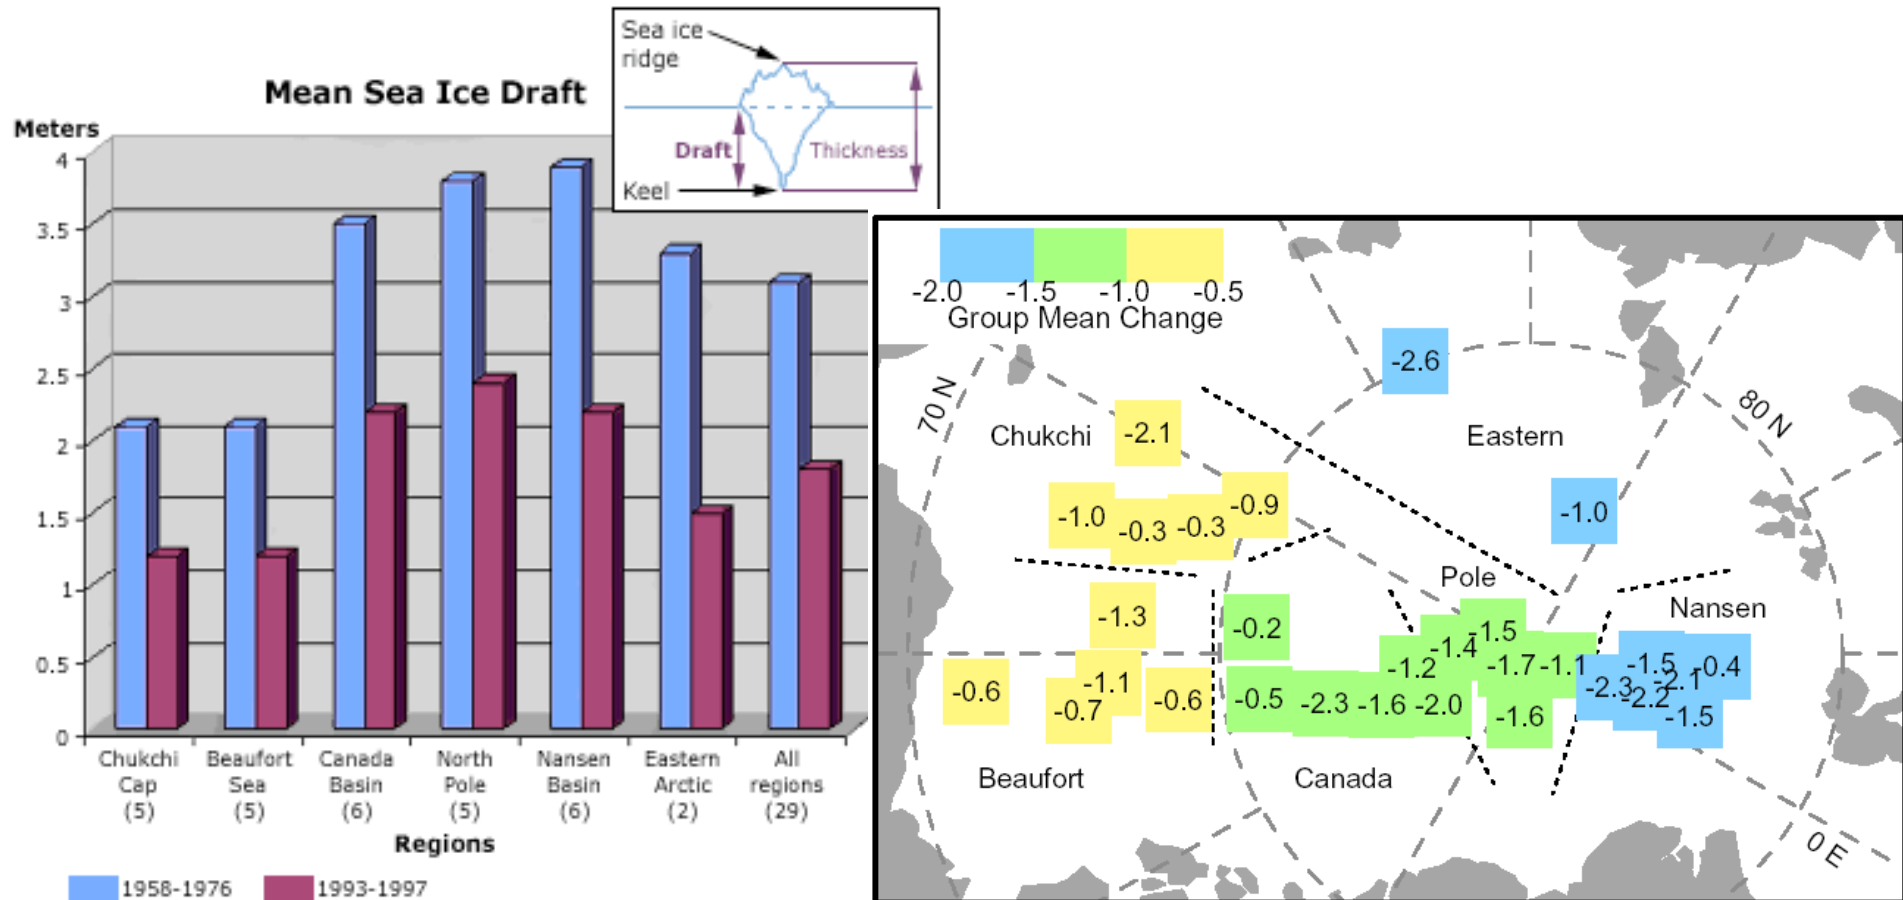 Mean Sea Ice Draft
Meters
4
3.5
3
2.5
2
1.5
1
0.5
0
Chukchi
Cap
(5)
Beaufort
Sea
(5)
Canada
Basin
(6)
North
Pole
(5)
Nansen
Basin
(6)
Eastern
Arctic
(2)
All
regions
(29)
Regions
1958-1976
1993-1997
Sea ice
ridge
Draft
Thickness
Keel
-2.0 -1.5 -1.0 -0.5
Group Mean Change
70 N
80 N
0 E
Chukchi
Eastern
Pole
Nansen
Beaufort
Canada
-2.6
-2.1
-1.0
-0.3
-0.3
-0.9
-1.0
-1.3
-0.6
-1.1
-0.7
-0.6
-0.2
-0.5
-2.3
-1.6
-2.0
-1.2
-1.4
-1.5
-1.7
-1.1
-1.6
-2.3
-1.5
-2.2
-2.1
-0.4
-1.5